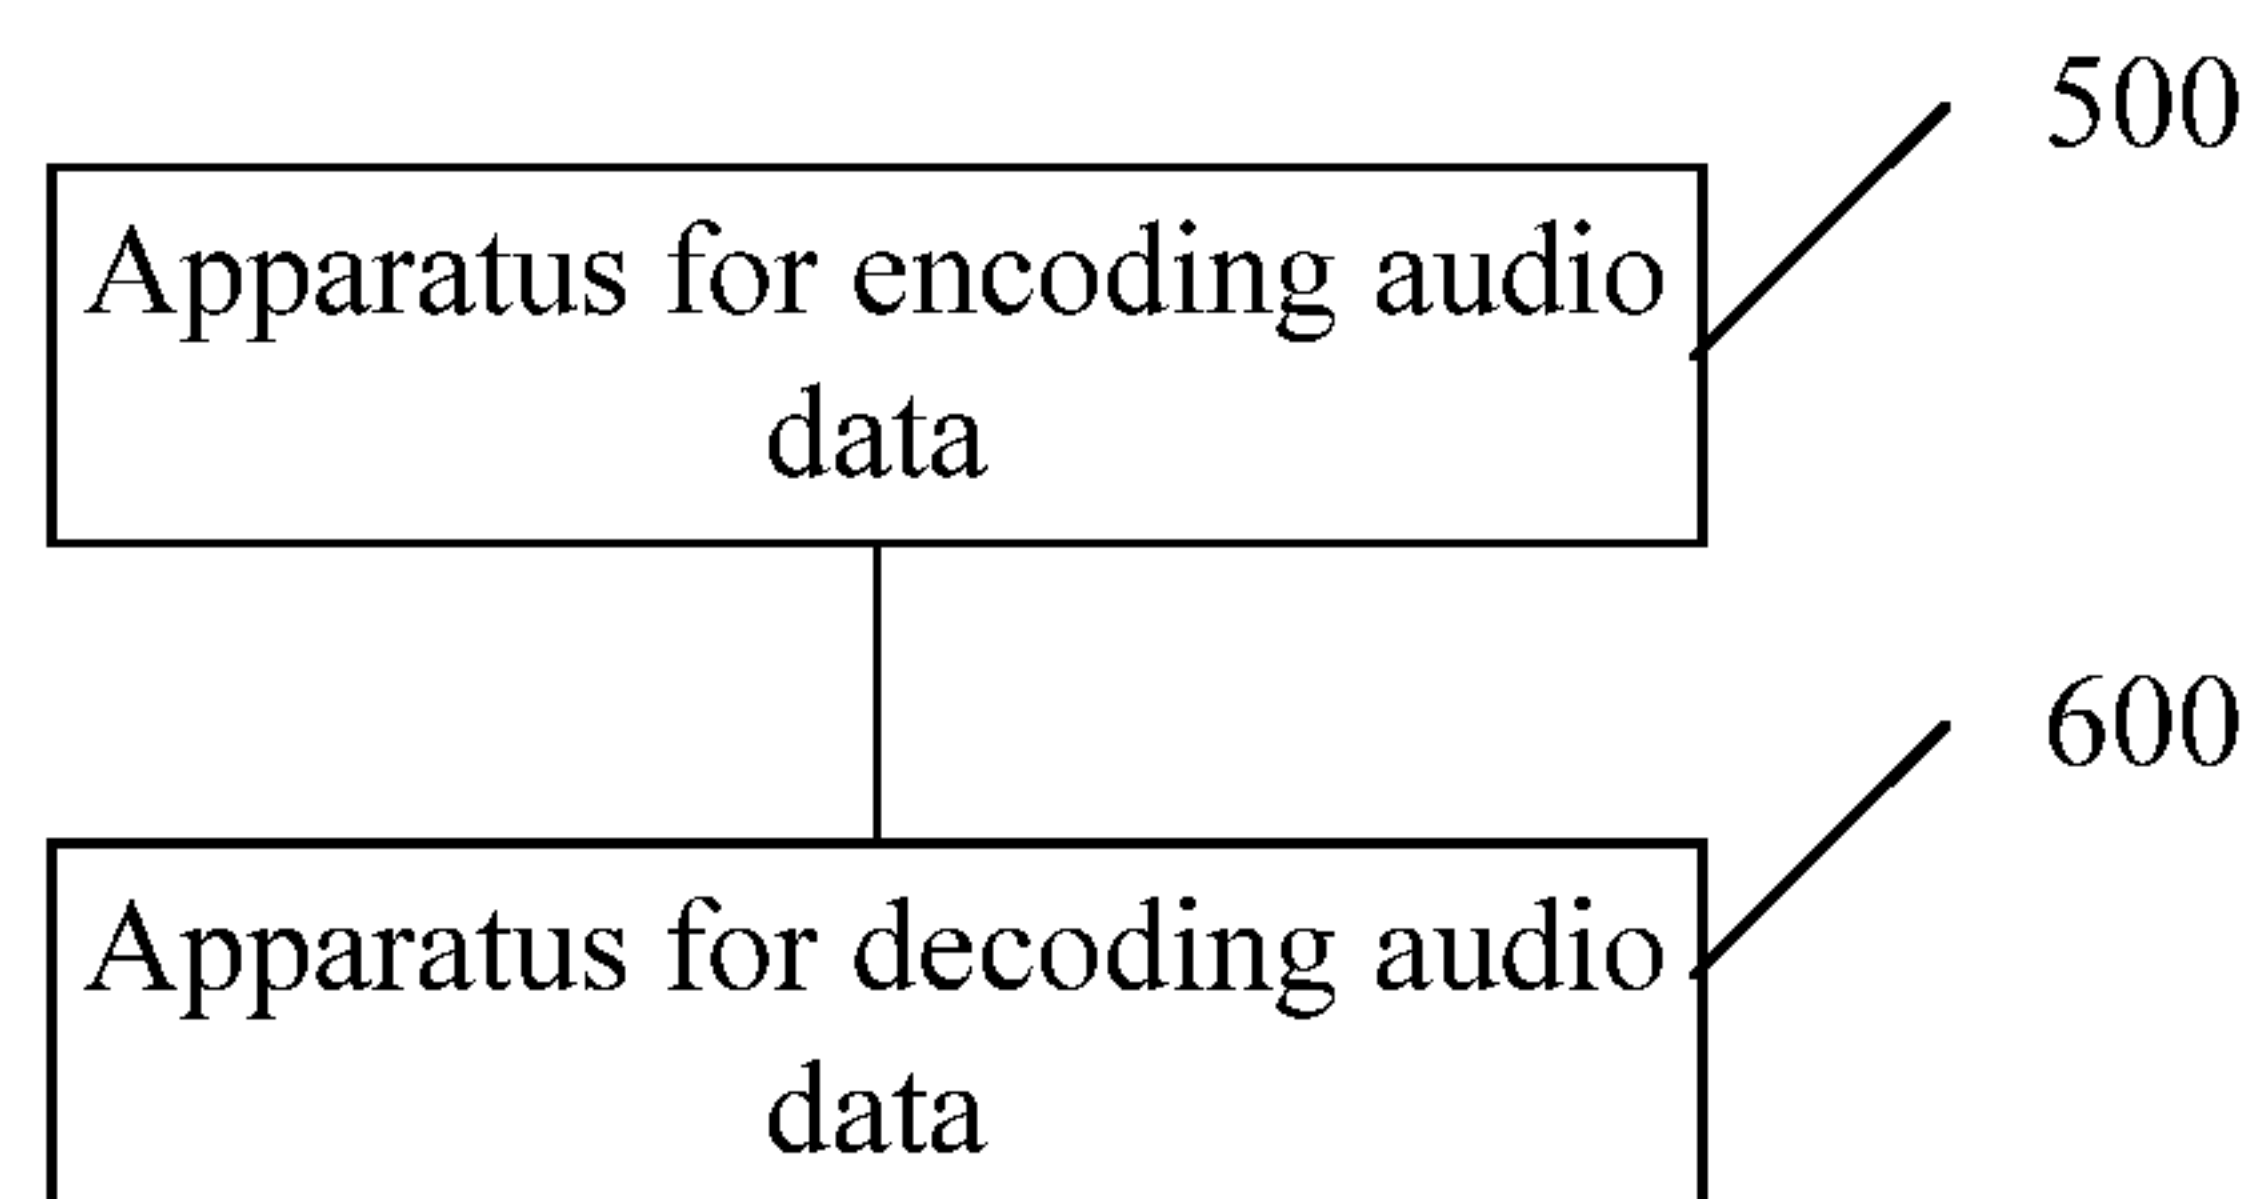 500
Apparatus for encoding audio
data
600
Apparatus for decoding audio
data